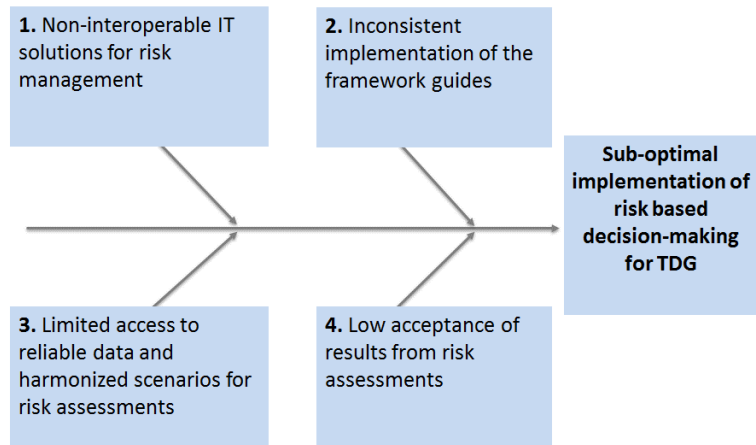 1. Non-interoperable IT
solutions for risk
management
2. Inconsistent
implementation of the
framework guides
Sub-optimal
implementation of
risk based
decision-making
for TDG
3. Limited access to
reliable data and
harmonized scenarios for
risk assessments
4. Low acceptance of
results from risk
assessments